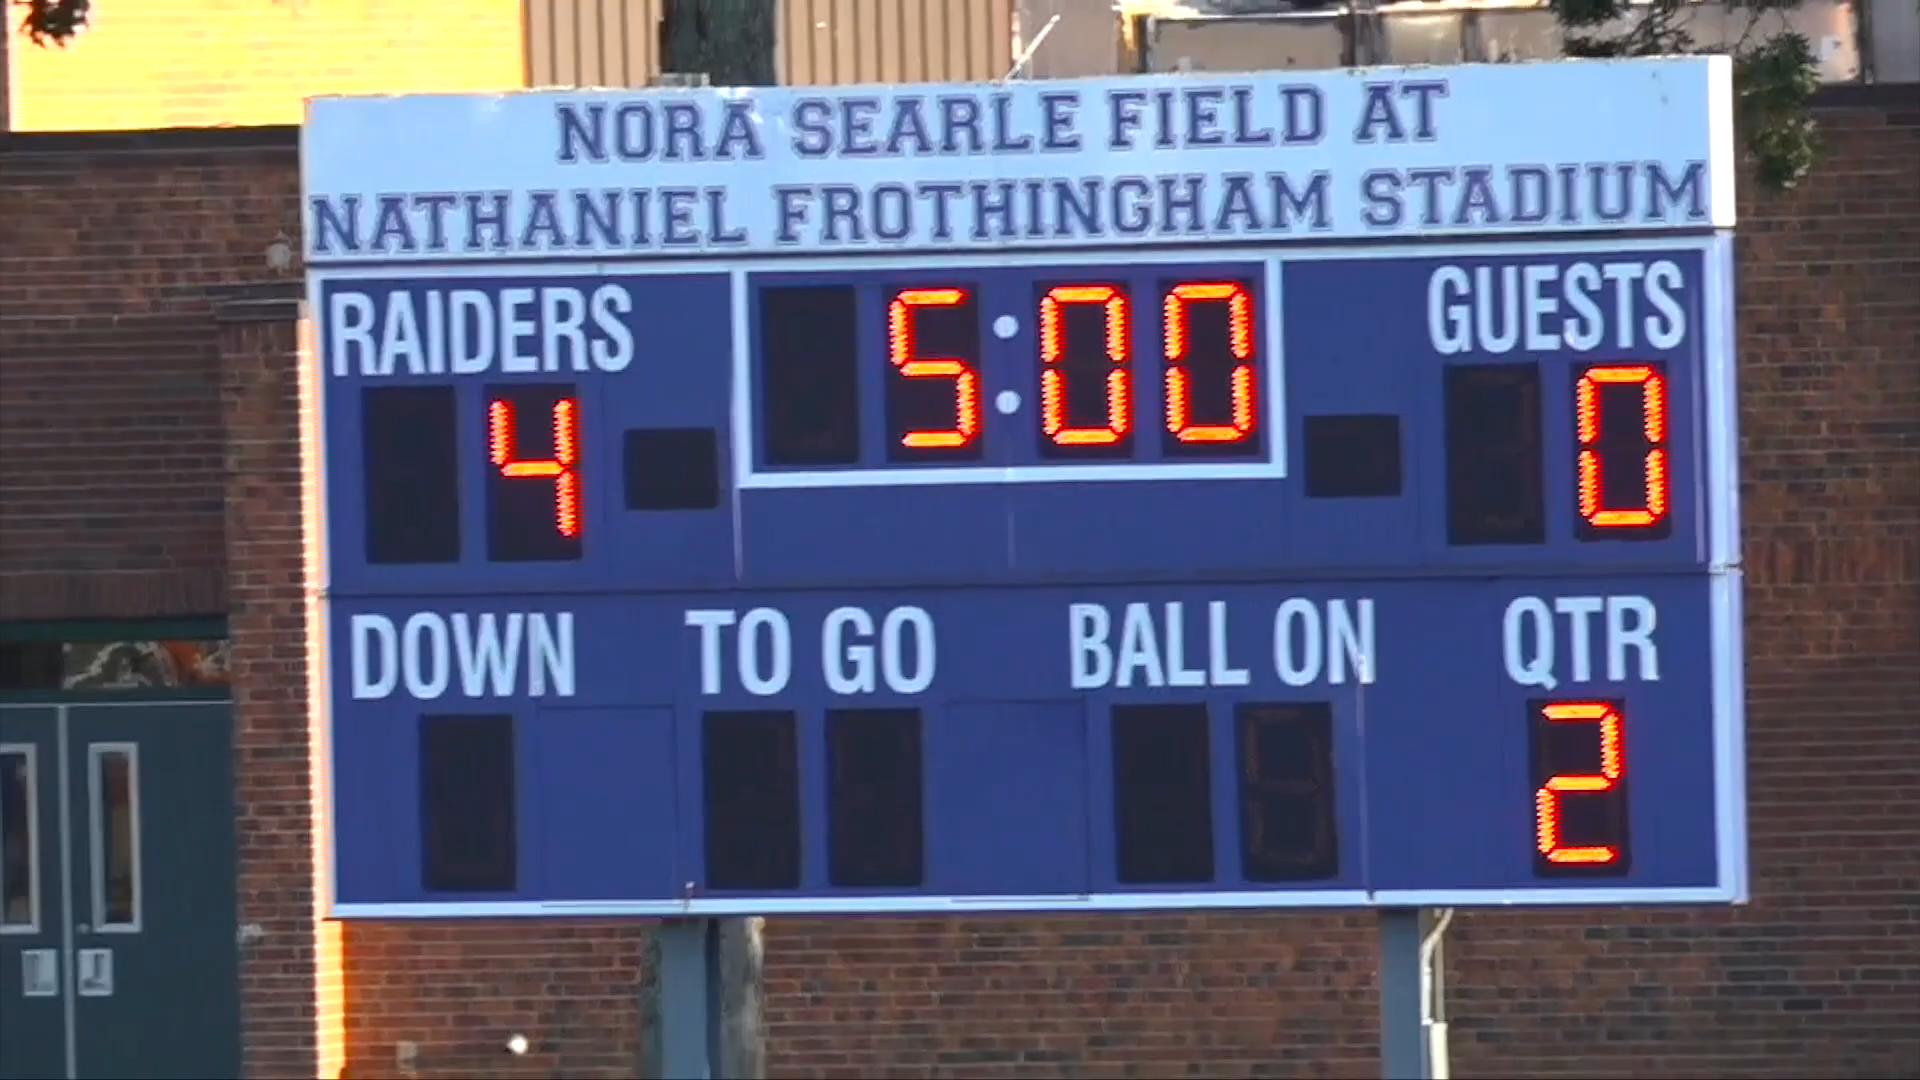 NORA SEARLE FIELD AT
NATHANIEL FROTHINGHAM STADIUM
RAIDERS 5:00 GUESTS
4 0
DOWN TO GO BALL ON QTR
2